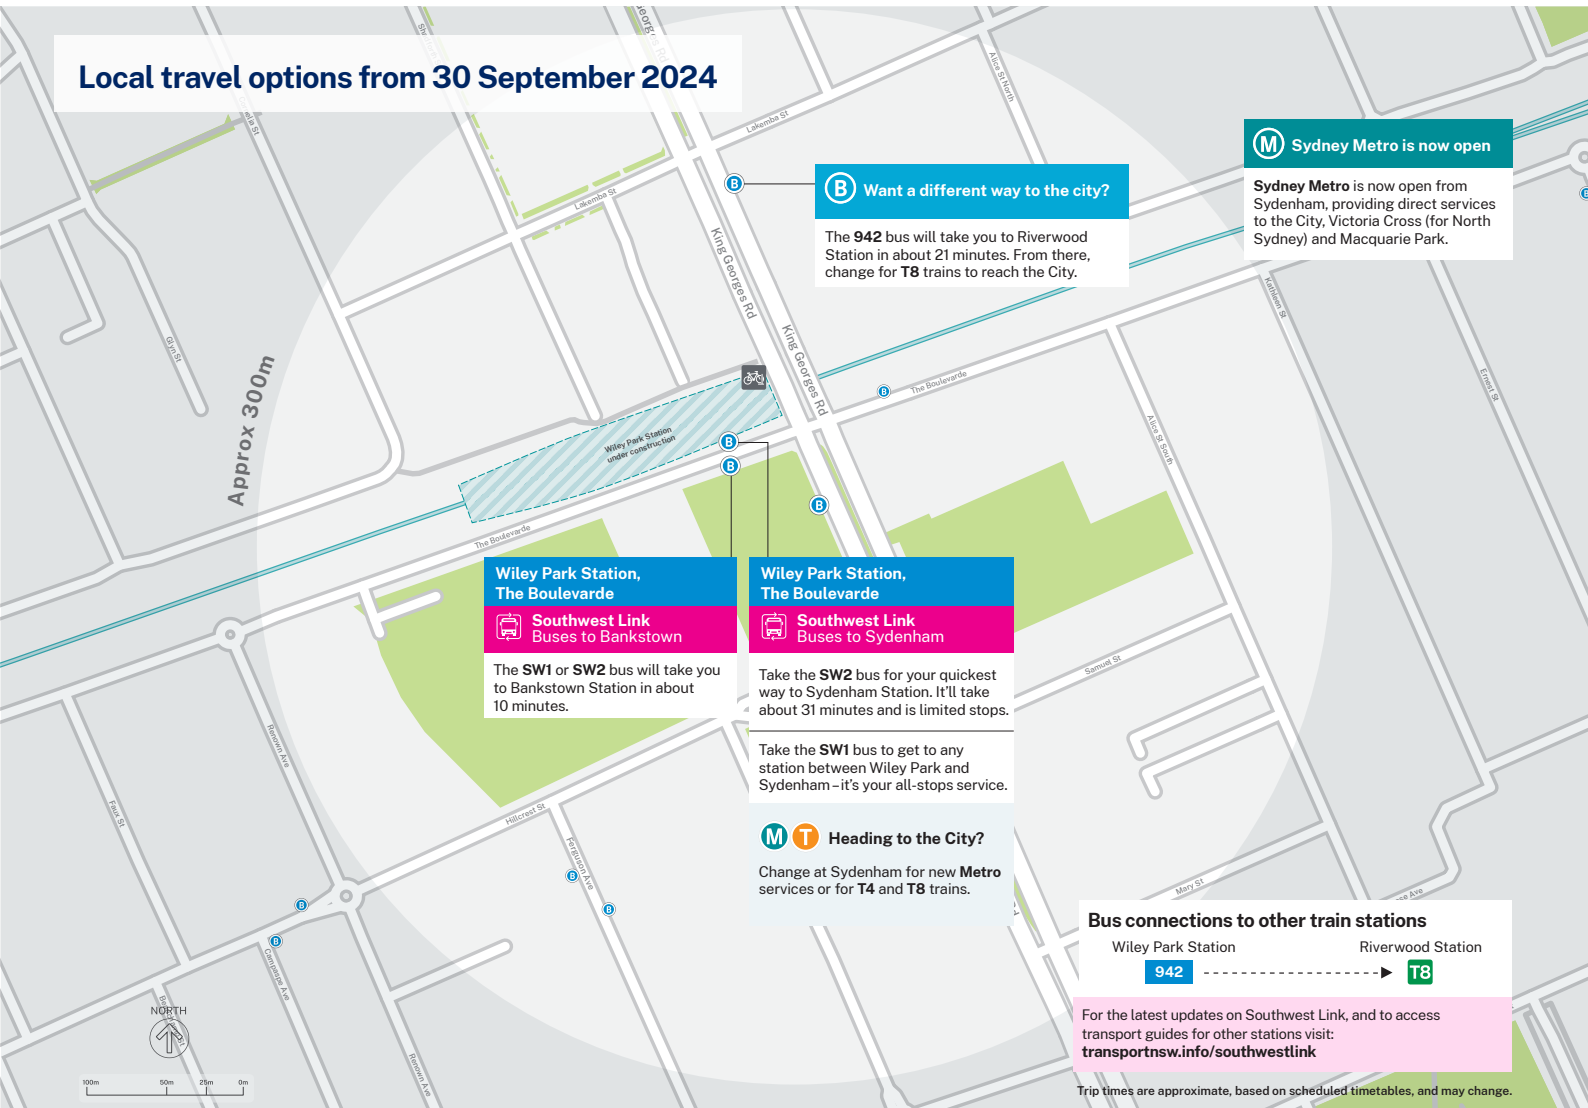 Local travel options from 30 September 2024
Georges Rd
Alice St North
Lakemba St
M Sydney Metro is now open
Sydney Metro is now open from
Sydenham, providing direct services
to the City, Victoria Cross (for North
Sydney) and Macquarie Park.
B
B Want a different way to the city?
The 942 bus will take you to Riverwood
Station in about 21 minutes. From there,
change for T8 trains to reach the City.
B
Lakemba St
King Georges Rd
King Georges Rd
Kathleen St
Glyn St
Approx 300m
Ernest St
The Boulevarde
B
Alice St South
Wiley Park Station
under construction
B
B
B
The Boulevarde
Wiley Park Station,
The Boulevarde
Southwest Link
Buses to Bankstown
The SW1 or SW2 bus will take you
to Bankstown Station in about
10 minutes.
Wiley Park Station,
The Boulevarde
Southwest Link
Buses to Sydenham
Take the SW2 bus for your quickest
way to Sydenham Station. It'll take
about 31 minutes and is limited stops.
Take the SW1 bus to get to any
station between Wiley Park and
Sydenham – it's your all-stops service.
M T Heading to the City?
Change at Sydenham for new Metro
services or for T4 and T8 trains.
Samuel St
Renown Ave
Faux St
Hillcrest St
Ferguson Ave
B
B
B
B
Campaspe Ave
Mary St
Ave
Rd
Renown Ave
NORTH
100m 50m 25m 0m
Bus connections to other train stations
Wiley Park Station Riverwood Station
942 T8
For the latest updates on Southwest Link, and to access
transport guides for other stations visit:
transportnsw.info/southwestlink
Trip times are approximate, based on scheduled timetables, and may change.